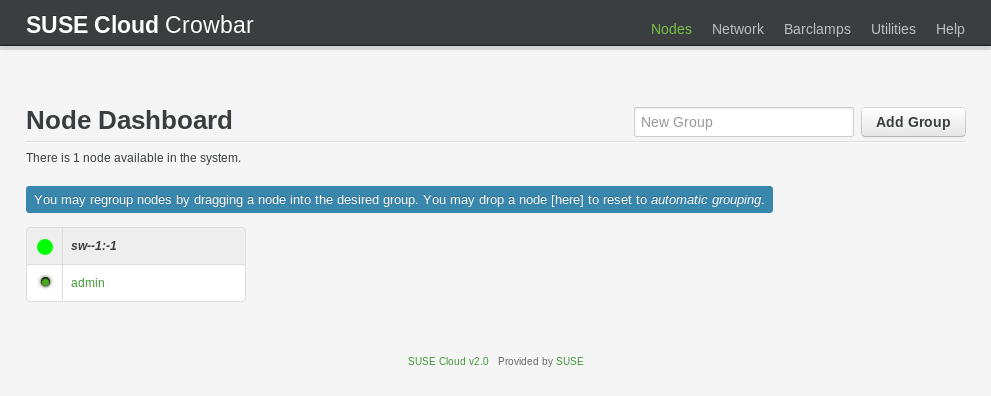 SUSE Cloud Crowbar
Nodes Network Barclamps Utilities Help
Node Dashboard
New Group
Add Group
There is 1 node available in the system.
You may regroup nodes by dragging a node into the desired group. You may drop a node [here] to reset to automatic grouping.
sw--1:-1
admin
SUSE Cloud v2.0 Provided by SUSE